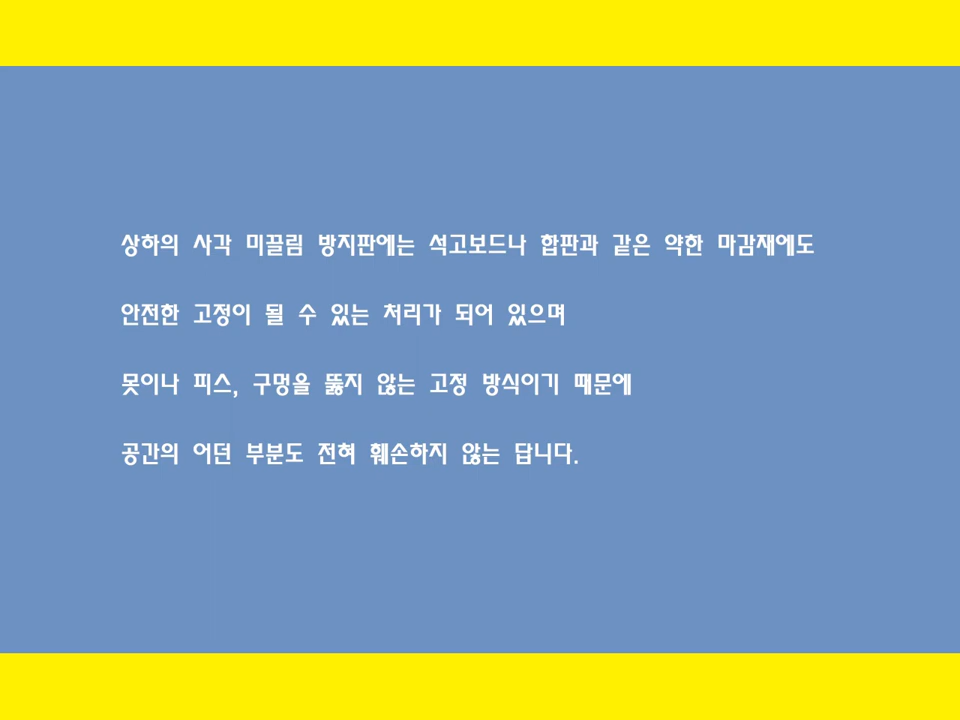 상하의 사각 미끌림 방지판에는 석고보드나 합판과 같은 약한 마감재에도
안전한 고정이 될 수 있는 처리가 되어 있으며
못이나 피스, 구멍을 뚫지 않는 고정 방식이기 때문에
공간의 어떤 부분도 전혀 훼손하지 않는 답니다.